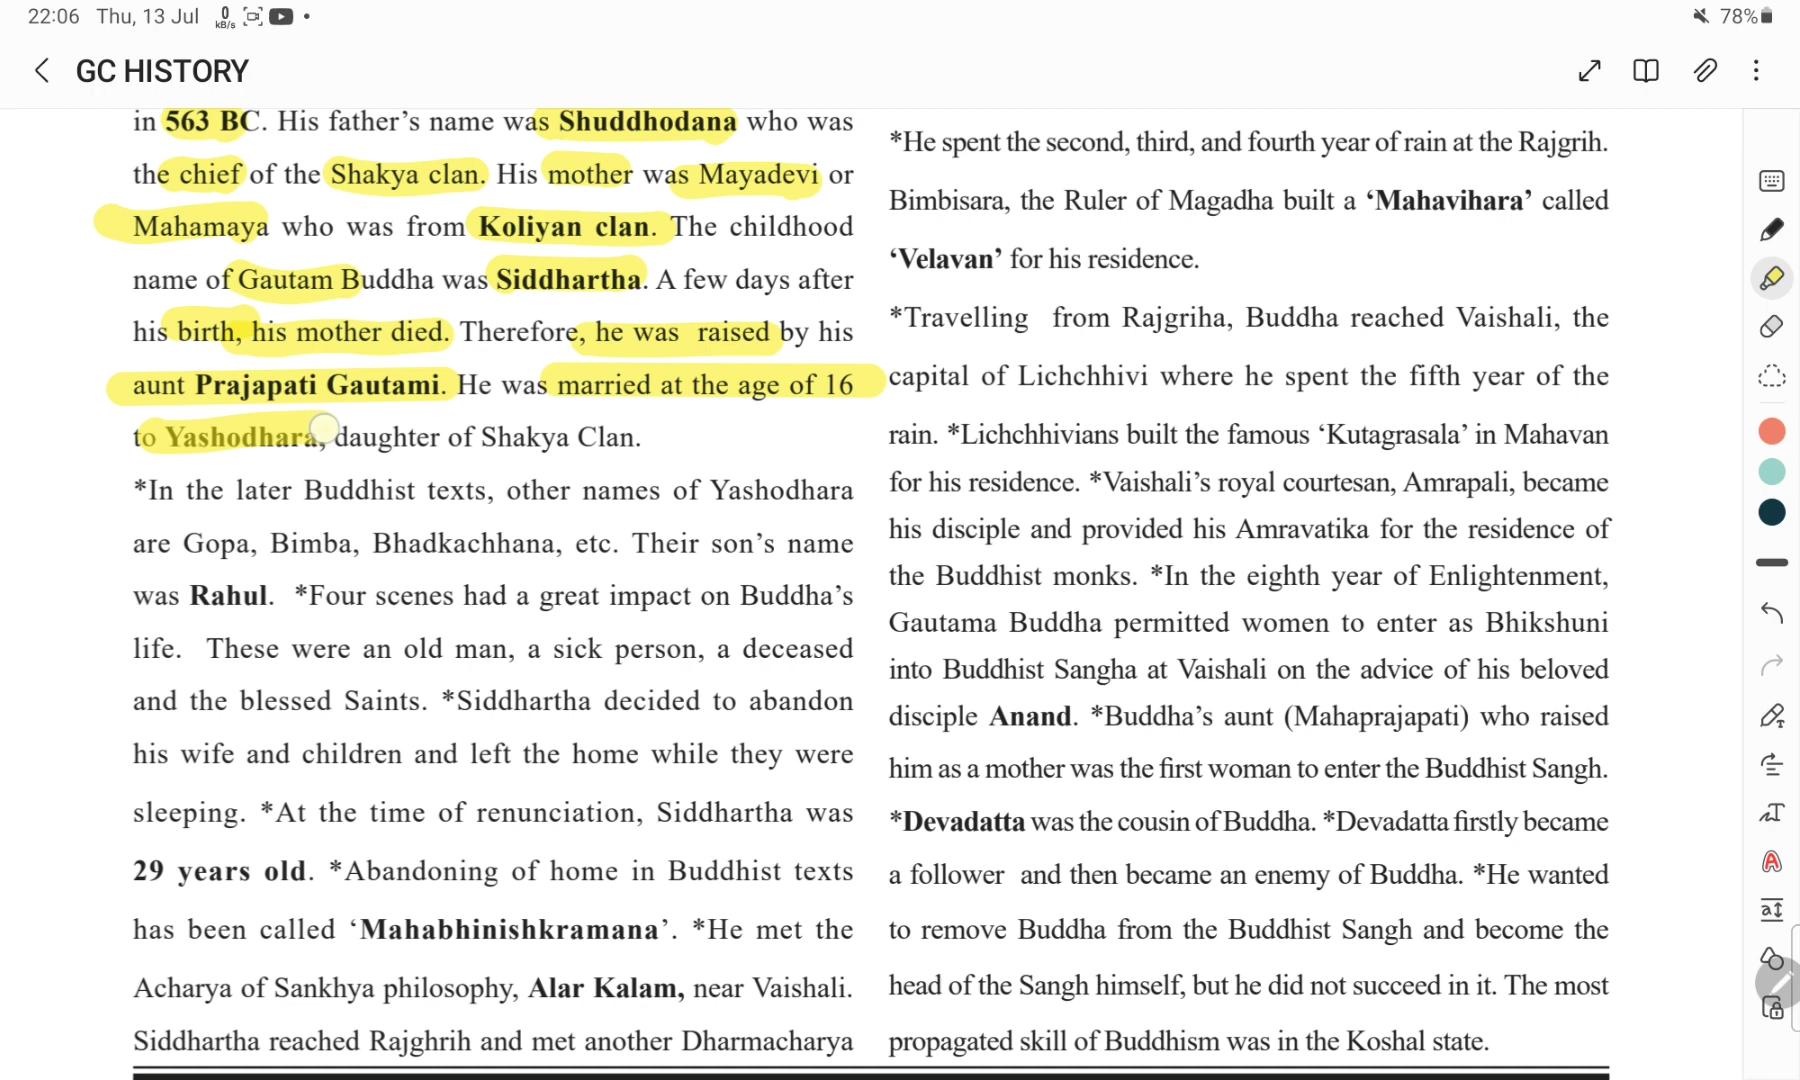 22:06 Thu, 13 Jul 0 kB/s
78%
GC HISTORY
in 563 BC. His father's name was Shuddhodana who was
the chief of the Shakya clan. His mother was Mayadevi or
Mahamaya who was from Koliyan clan. The childhood
name of Gautam Buddha was Siddhartha. A few days after
his birth, his mother died. Therefore, he was raised by his
aunt Prajapati Gautami. He was married at the age of 16
to Yashodhara, daughter of Shakya Clan.
*In the later Buddhist texts, other names of Yashodhara
are Gopa, Bimba, Bhadkachhana, etc. Their son's name
was Rahul. *Four scenes had a great impact on Buddha's
life. These were an old man, a sick person, a deceased
and the blessed Saints. *Siddhartha decided to abandon
his wife and children and left the home while they were
sleeping. *At the time of renunciation, Siddhartha was
29 years old. *Abandoning of home in Buddhist texts
has been called ‘Mahabhinishkramana’. *He met the
Acharya of Sankhya philosophy, Alar Kalam, near Vaishali.
Siddhartha reached Rajghrih and met another Dharmacharya
*He spent the second, third, and fourth year of rain at the Rajgrih.
Bimbisara, the Ruler of Magadha built a ‘Mahavihara’ called
‘Velavan’ for his residence.
*Travelling from Rajgriha, Buddha reached Vaishali, the
capital of Lichchhivi where he spent the fifth year of the
rain. *Lichchhivians built the famous ‘Kutagrasala’ in Mahavan
for his residence. *Vaishali's royal courtesan, Amrapali, became
his disciple and provided his Amravatika for the residence of
the Buddhist monks. *In the eighth year of Enlightenment,
Gautama Buddha permitted women to enter as Bhikshuni
into Buddhist Sangha at Vaishali on the advice of his beloved
disciple Anand. *Buddha's aunt (Mahaprajapati) who raised
him as a mother was the first woman to enter the Buddhist Sangh.
*Devadatta was the cousin of Buddha. *Devadatta firstly became
a follower and then became an enemy of Buddha. *He wanted
to remove Buddha from the Buddhist Sangh and become the
head of the Sangh himself, but he did not succeed in it. The most
propagated skill of Buddhism was in the Koshal state.